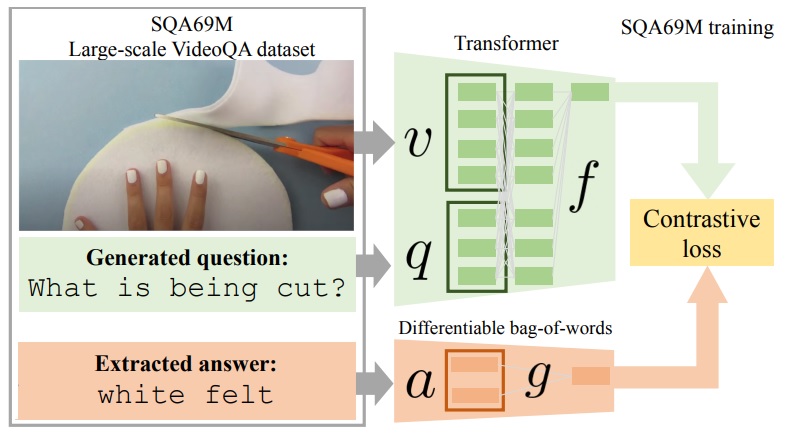 SQA69M
Large-scale VideoQA dataset
Generated question:
What is being cut?
Extracted answer:
white felt
Transformer
v
q
f
Differentiable bag-of-words
a
g
SQA69M training
Contrastive
loss